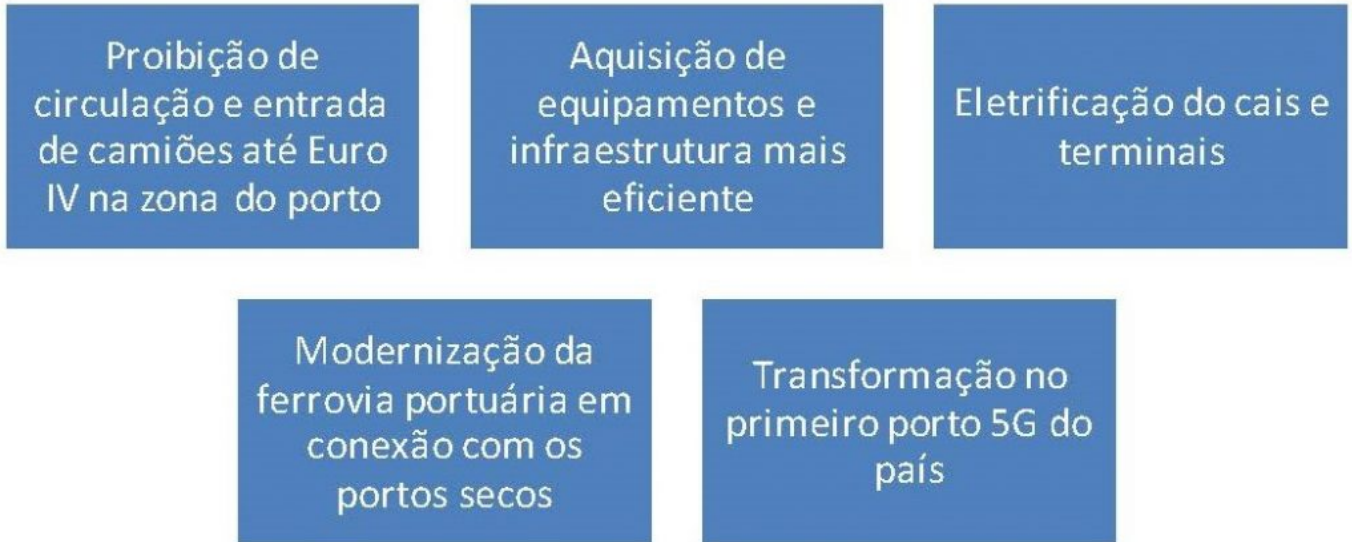 Proibição de
circulação e entrada
de camiões até Euro
IV na zona do porto
Aquisição de
equipamentos e
infraestrutura mais
eficiente
Eletrificação do cais e
terminais
Modernização da
ferrovia portuária em
conexão com os
portos secos
Transformação no
primeiro porto 5G do
país